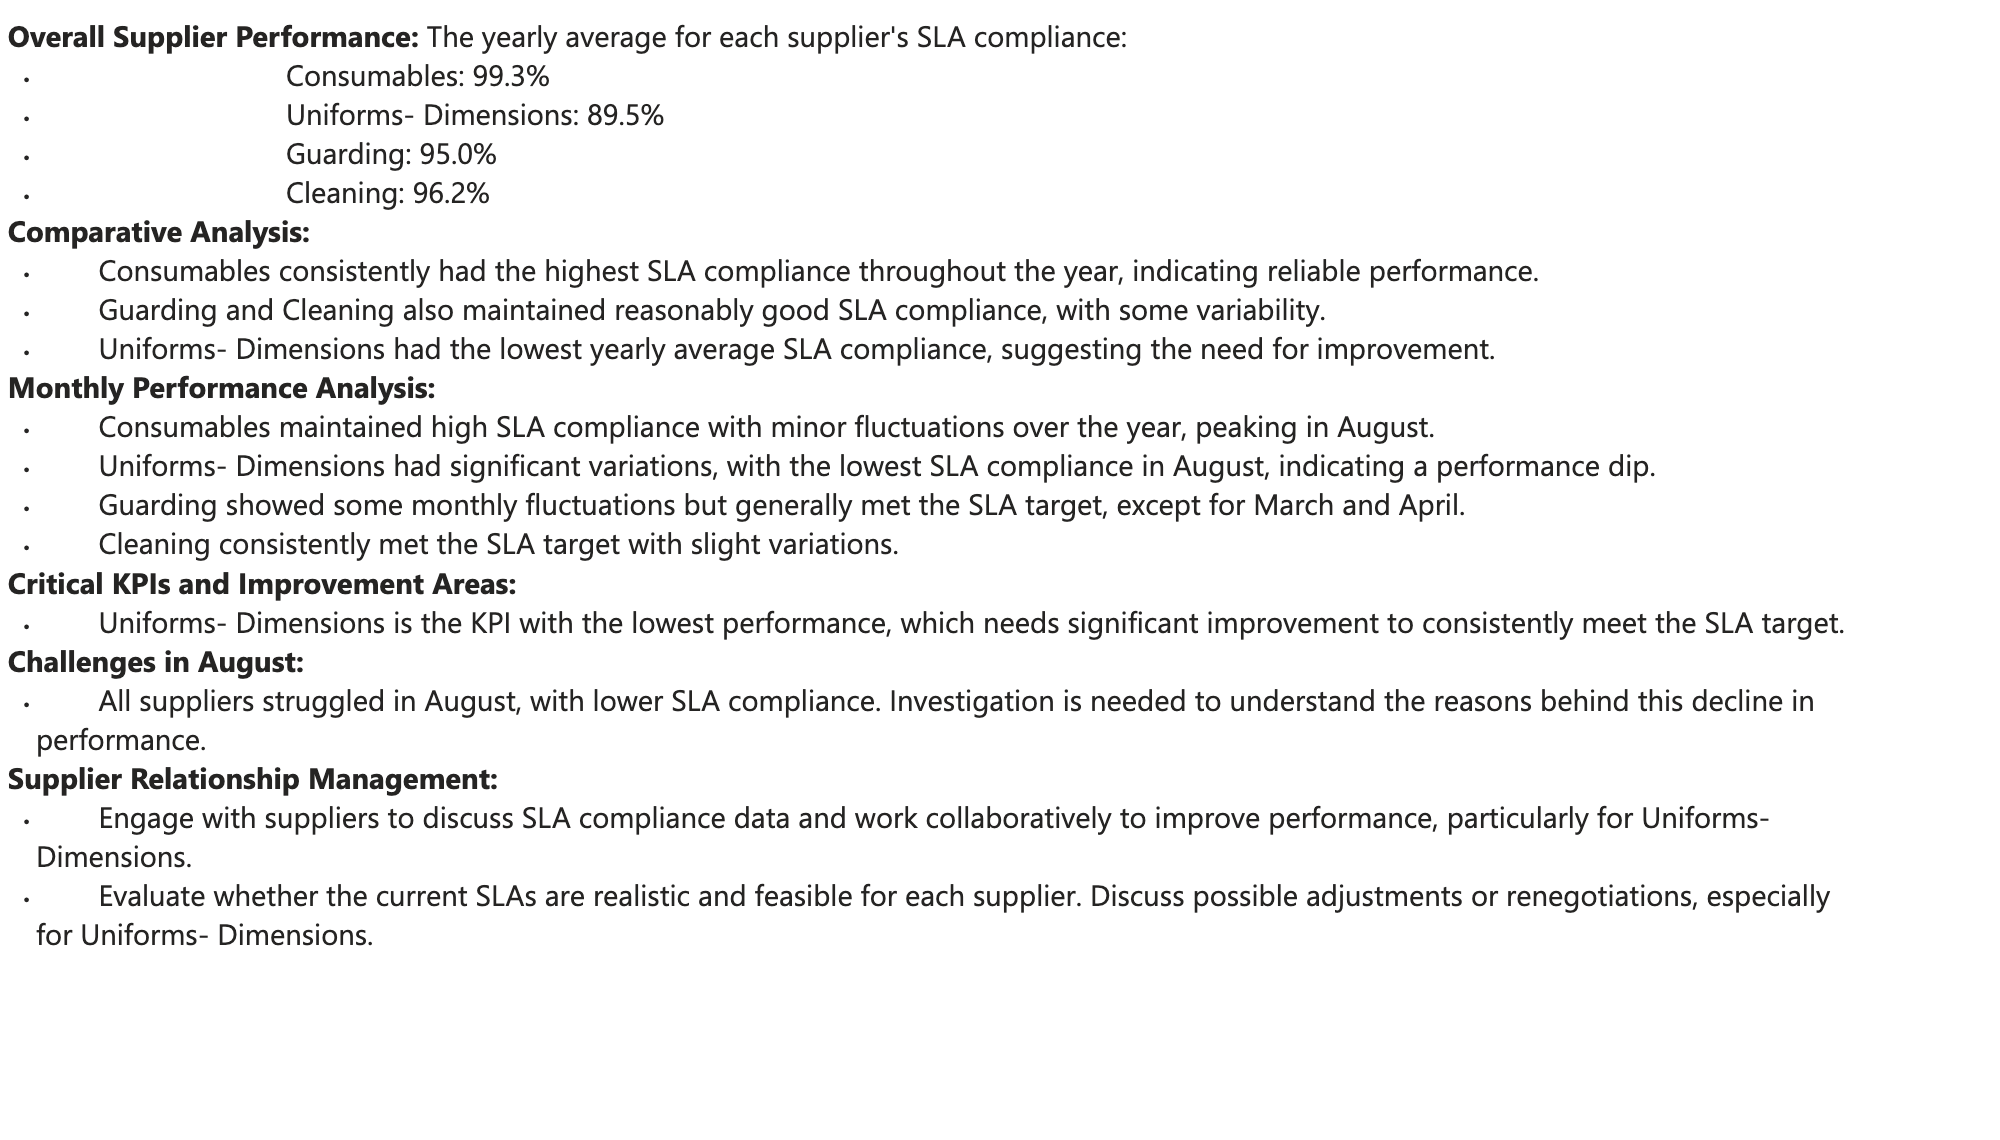 Overall Supplier Performance: The yearly average for each supplier's SLA compliance:
· Consumables: 99.3%
· Uniforms- Dimensions: 89.5%
· Guarding: 95.0%
· Cleaning: 96.2%
Comparative Analysis:
· Consumables consistently had the highest SLA compliance throughout the year, indicating reliable performance.
· Guarding and Cleaning also maintained reasonably good SLA compliance, with some variability.
· Uniforms- Dimensions had the lowest yearly average SLA compliance, suggesting the need for improvement.
Monthly Performance Analysis:
· Consumables maintained high SLA compliance with minor fluctuations over the year, peaking in August.
· Uniforms- Dimensions had significant variations, with the lowest SLA compliance in August, indicating a performance dip.
· Guarding showed some monthly fluctuations but generally met the SLA target, except for March and April.
· Cleaning consistently met the SLA target with slight variations.
Critical KPIs and Improvement Areas:
· Uniforms- Dimensions is the KPI with the lowest performance, which needs significant improvement to consistently meet the SLA target.
Challenges in August:
· All suppliers struggled in August, with lower SLA compliance. Investigation is needed to understand the reasons behind this decline in
performance.
Supplier Relationship Management:
· Engage with suppliers to discuss SLA compliance data and work collaboratively to improve performance, particularly for Uniforms-
Dimensions.
· Evaluate whether the current SLAs are realistic and feasible for each supplier. Discuss possible adjustments or renegotiations, especially
for Uniforms- Dimensions.